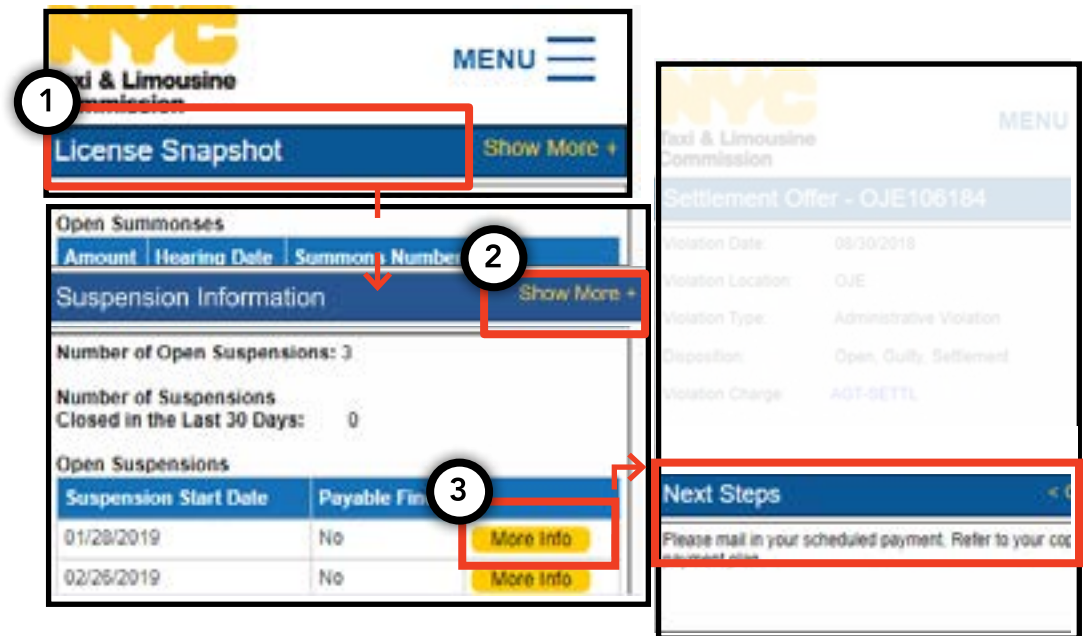 NYC
MENU
Taxi & Limousine
Commission
1
License Snapshot
Show More +
Open Summonses
Amount Hearing Date Summons Number
2
Suspension Information
Show More +
Number of Open Suspensions: 3
Number of Suspensions
Closed in the Last 30 Days: 0
Open Suspensions
3
Suspension Start Date Payable Fin
01/28/2019 No More Info
02/26/2019 No More Info
NYC
MENU
Taxi & Limousine
Commission
Settlement Offer - OJE106184
Violation Date: 08/30/2018
Violation Location: OJE
Violation Type: Administrative Violation
Disposition: Open, Guilty, Settlement
Violation Charge: AGT-SETTL
Next Steps <
Please mail in your scheduled payment. Refer to your cop
payment plan